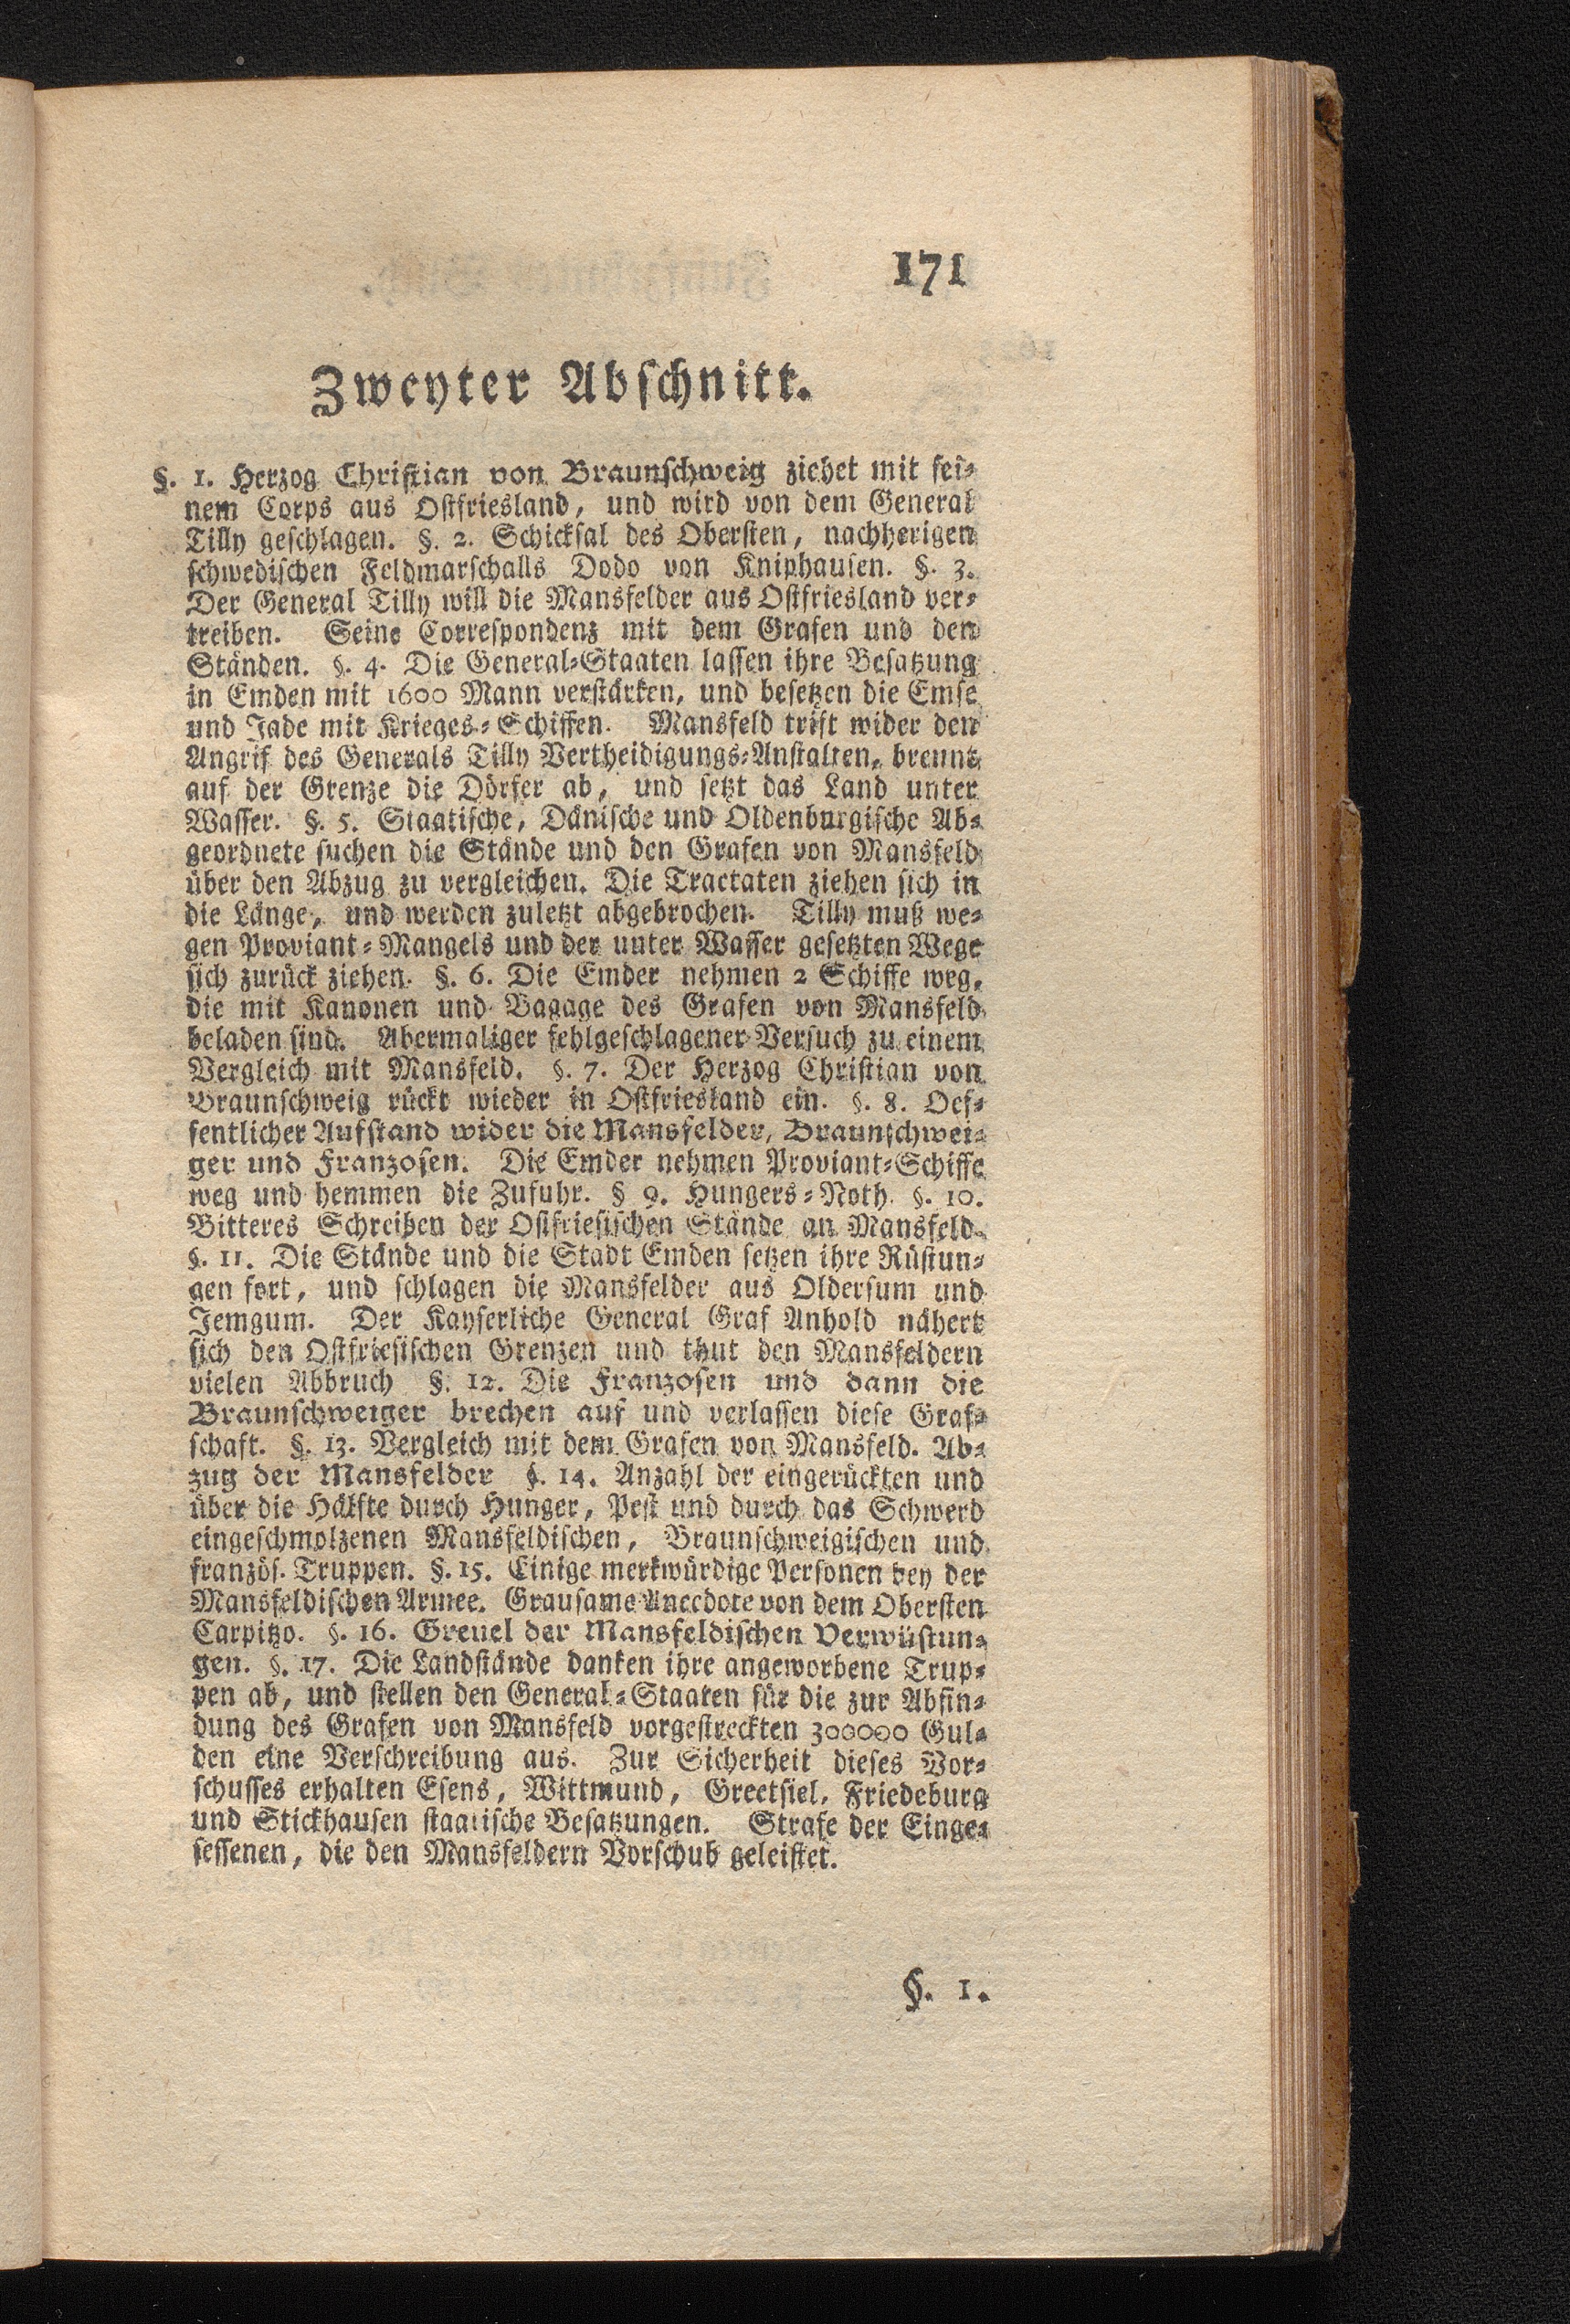 171
Zweyter Abschnitt.
§. 1. Herzog Christian von Braunschweig ziehet mit sei-
nem Corps aus Ostfriesland, und wird von dem General
Tilly geschlagen. §. 2. Schicksal des Obersten, nachherigen
schwedischen Feldmarschalls Dodo von Kniphausen. §. 3.
Der General Tilly will die Mansfelder aus Ostfriesland ver-
treiben. Seine Correspondenz mit dem Grafen und den
Ständen. §. 4. Die General-Staaten lassen ihre Besatzung
in Emden mit 1600 Mann verstärken, und besetzen die Emse
und Jade mit Krieges-Schiffen. Mansfeld trift wider den
Angrif des Generals Tilly Vertheidigungs-Anstalten, brennt
auf der Grenze die Dörfer ab, und setzt das Land unter
Wasser. §. 5. Staatische, Dänische und Oldenburgische Ab-
geordnete suchen die Stände und den Grafen von Mansfeld
über den Abzug zu vergleichen. Die Tractaten ziehen sich in
die Länge, und werden zuletzt abgebrochen. Tilly muß we-
gen Proviant-Mangels und der unter Wasser gesetzten Wege
sich zurück ziehen. §. 6. Die Emder nehmen 2 Schiffe weg,
die mit Kanonen und Bagage des Grafen von Mansfeld
beladen sind. Abermaliger fehlgeschlagener Versuch zu einem
Vergleich mit Mansfeld. §. 7. Der Herzog Christian von
Braunschweig rückt wieder in Ostfriesland ein. §. 8. Oef-
fentlicher Aufstand wider die Mansfelder, Braunschwei-
ger und Franzosen. Die Emder nehmen Proviant-Schiffe
weg und hemmen die Zufuhr. § 9. Hungers-Noth. §. 10.
Bitteres Schreiben der Ostfriesischen Stände an Mansfeld.
§. 11. Die Stände und die Stadt Emden setzen ihre Rüstun-
gen fort, und schlagen die Mansfelder aus Oldersum und
Jemgum. Der Kayserliche General Graf Anhold nähert
sich den Ostfriesischen Grenzen und thut den Mansfeldern
vielen Abbruch §. 12. Die Franzosen und dann die
Braunschweiger brechen auf und verlassen diese Graf-
schaft. §. 13. Vergleich mit dem Grafen von Mansfeld. Ab-
zug der Mansfelder §. 14. Anzahl der eingerückten und
über die Hälfte durch Hunger, Pest und durch das Schwerd
eingeschmolzenen Mansfeldischen, Braunschweigischen und
französ. Truppen. §. 15. Einige merkwürdige Personen bey der
Mansfeldischen Armee. Grausame Anecdote von dem Obersten
Carpitzo. §. 16. Greuel der Mansfeldischen Verwüstun-
gen. §. 17. Die Landstände danken ihre angeworbene Trup-
pen ab, und stellen den General-Staaten für die zur Abfin-
dung des Grafen von Mansfeld vorgestreckten 300000 Gul-
den eine Verschreibung aus. Zur Sicherheit dieses Vor-
schusses erhalten Esens, Wittmund, Greetsiel, Friedeburg
und Stickhausen staatische Besatzungen. Strafe der Einge-
sessenen, die den Mansfeldern Vorschub geleistet.
§. 1.